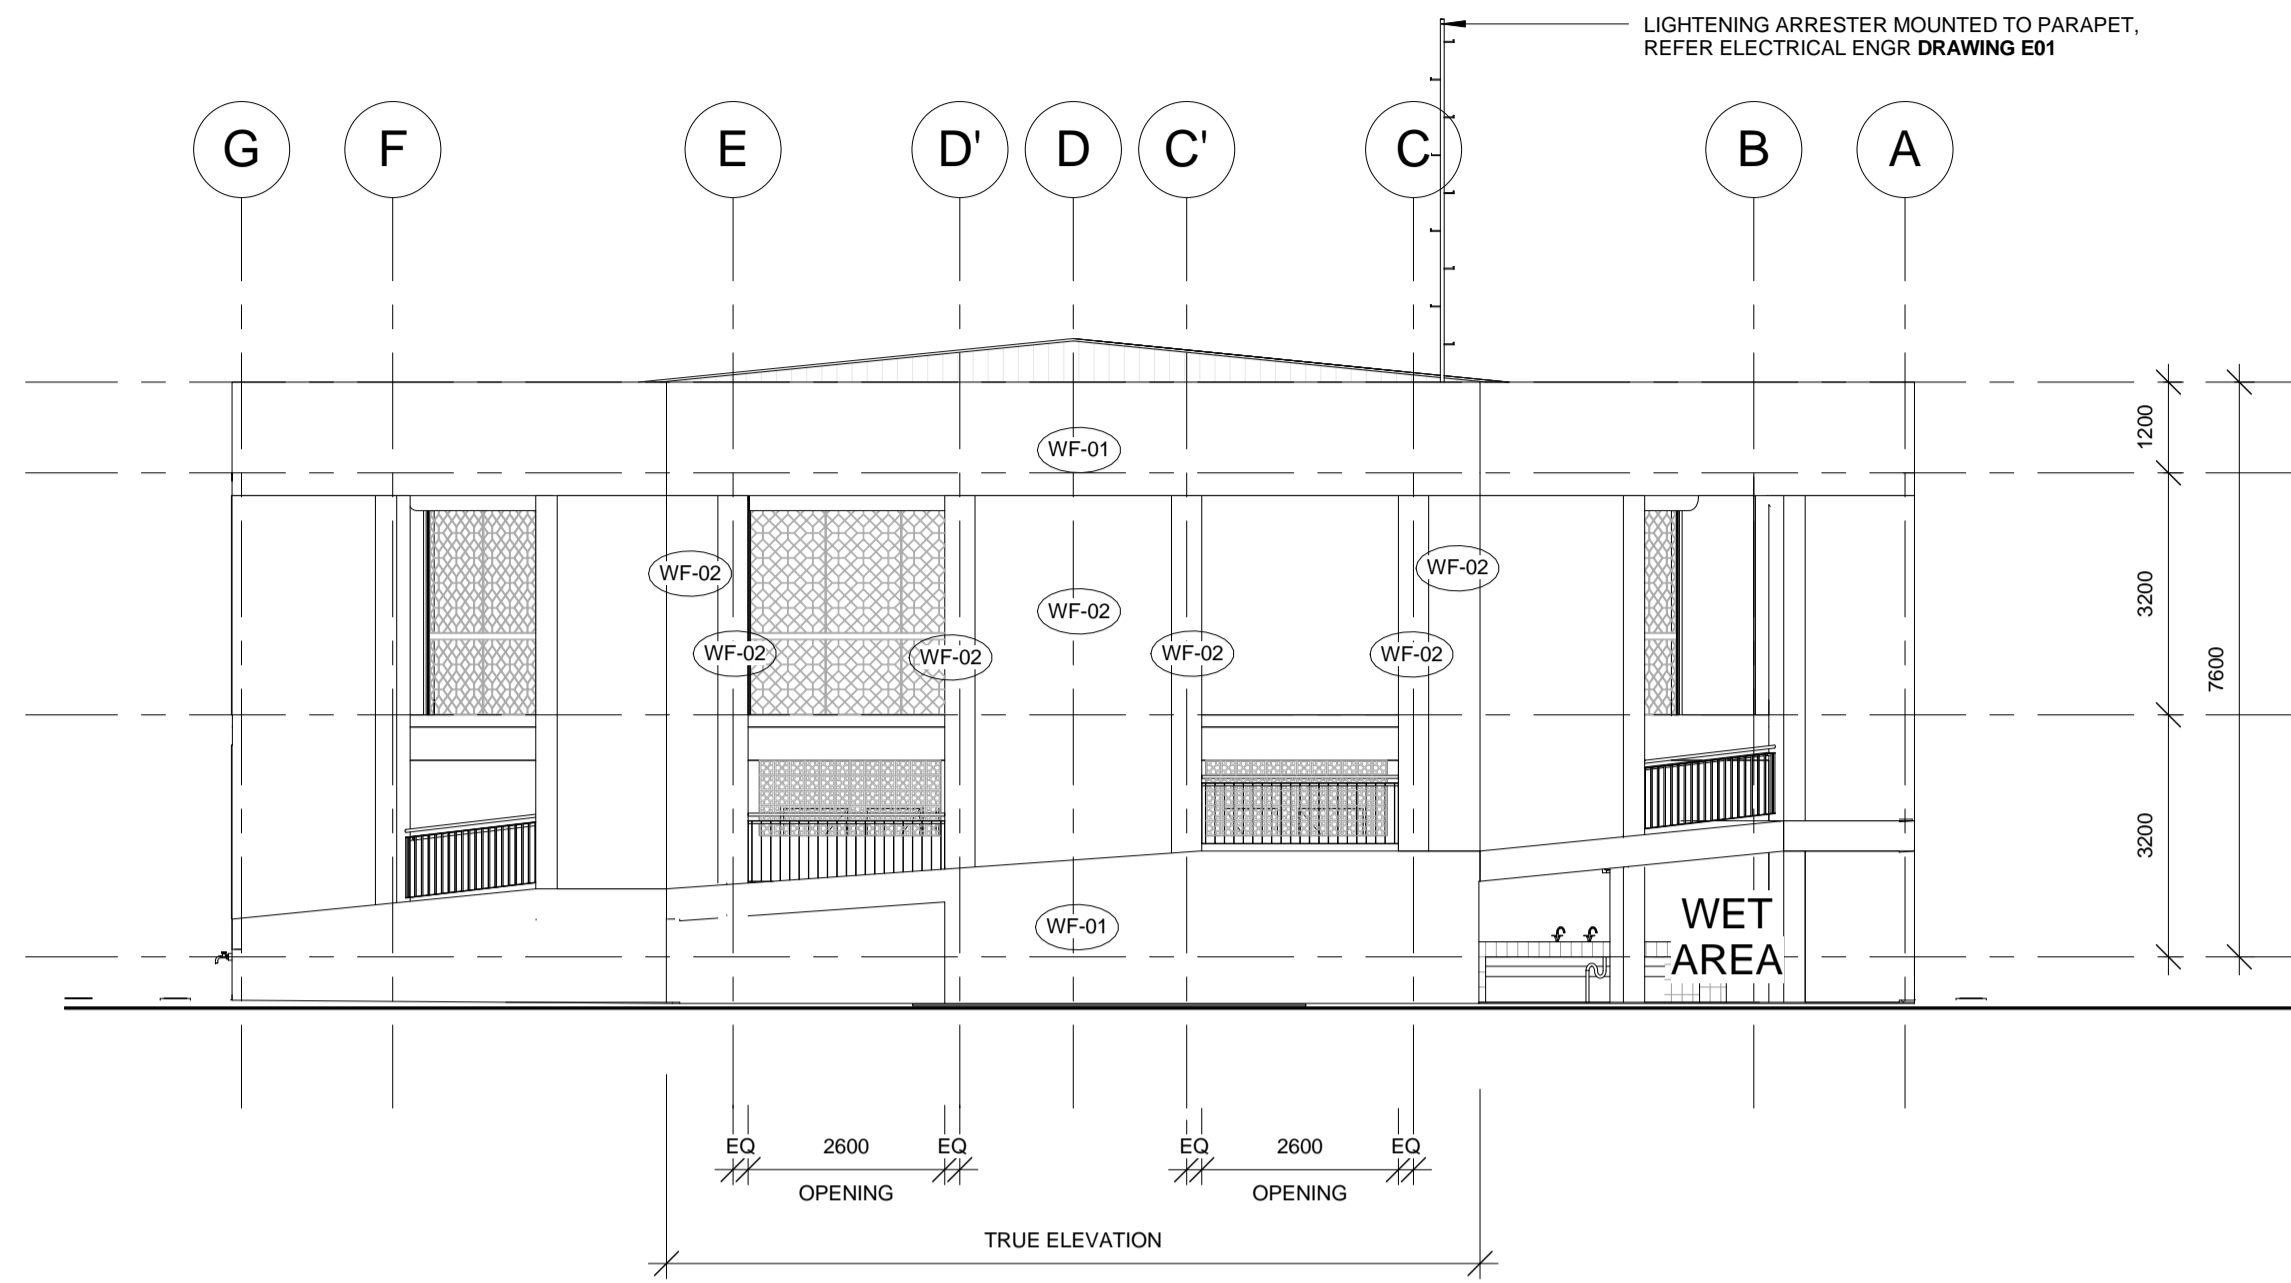 LIGHTENING ARRESTER MOUNTED TO PARAPET,
REFER ELECTRICAL ENGR DRAWING E01
G F E D' D C' C B A
1200
WF-01
WF-02
WF-02
WF-02
3200
WF-02
WF-02
WF-02
WF-02
7600
3200
WET
AREA
WF-01
EQ 2600 EQ EQ 2600 EQ
OPENING OPENING
TRUE ELEVATION